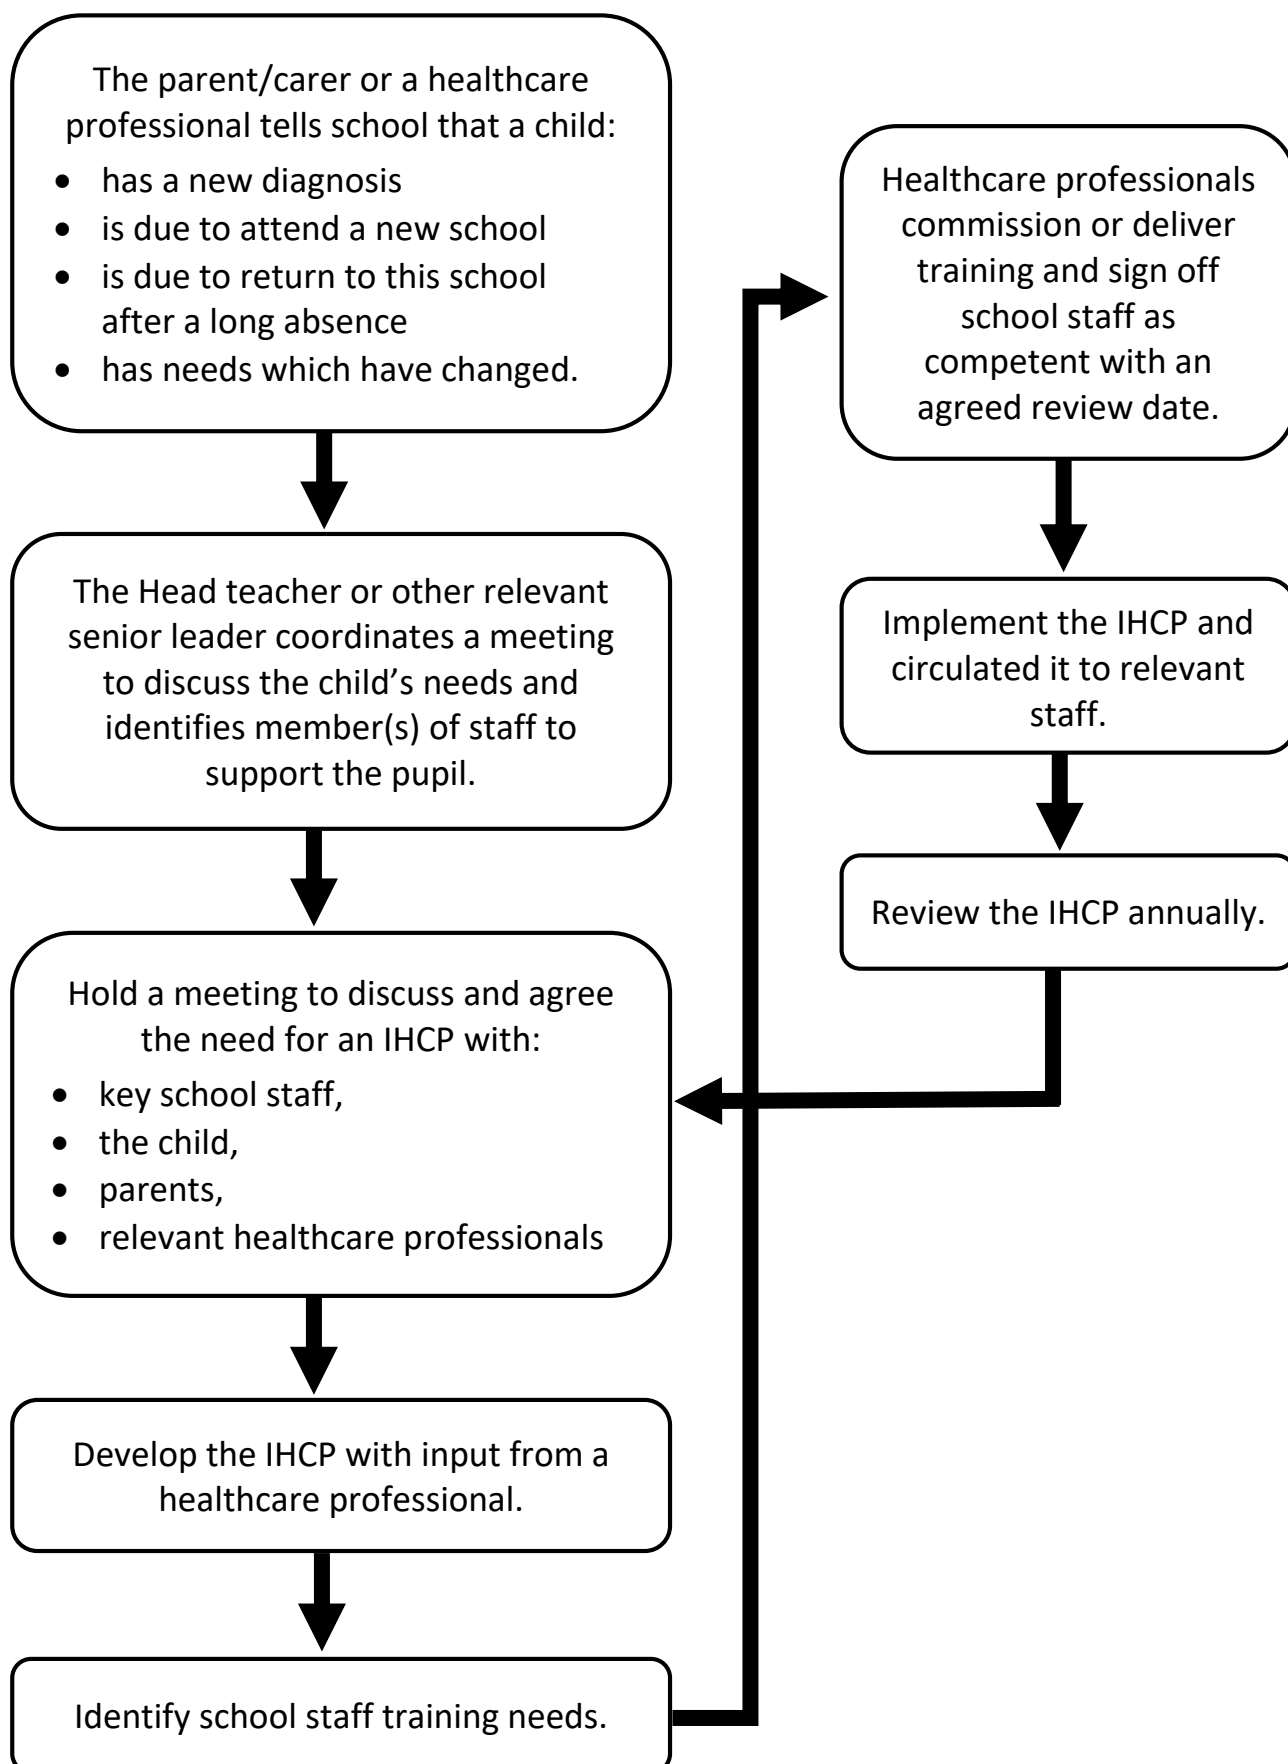 The parent/carer or a healthcare
professional tells school that a child:
• has a new diagnosis
• is due to attend a new school
• is due to return to this school
after a long absence
• has needs which have changed.
The Head teacher or other relevant
senior leader coordinates a meeting
to discuss the child’s needs and
identifies member(s) of staff to
support the pupil.
Hold a meeting to discuss and agree
the need for an IHCP with:
• key school staff,
• the child,
• parents,
• relevant healthcare professionals
Develop the IHCP with input from a
healthcare professional.
Identify school staff training needs.
Healthcare professionals
commission or deliver
training and sign off
school staff as
competent with an
agreed review date.
Implement the IHCP and
circulated it to relevant
staff.
Review the IHCP annually.